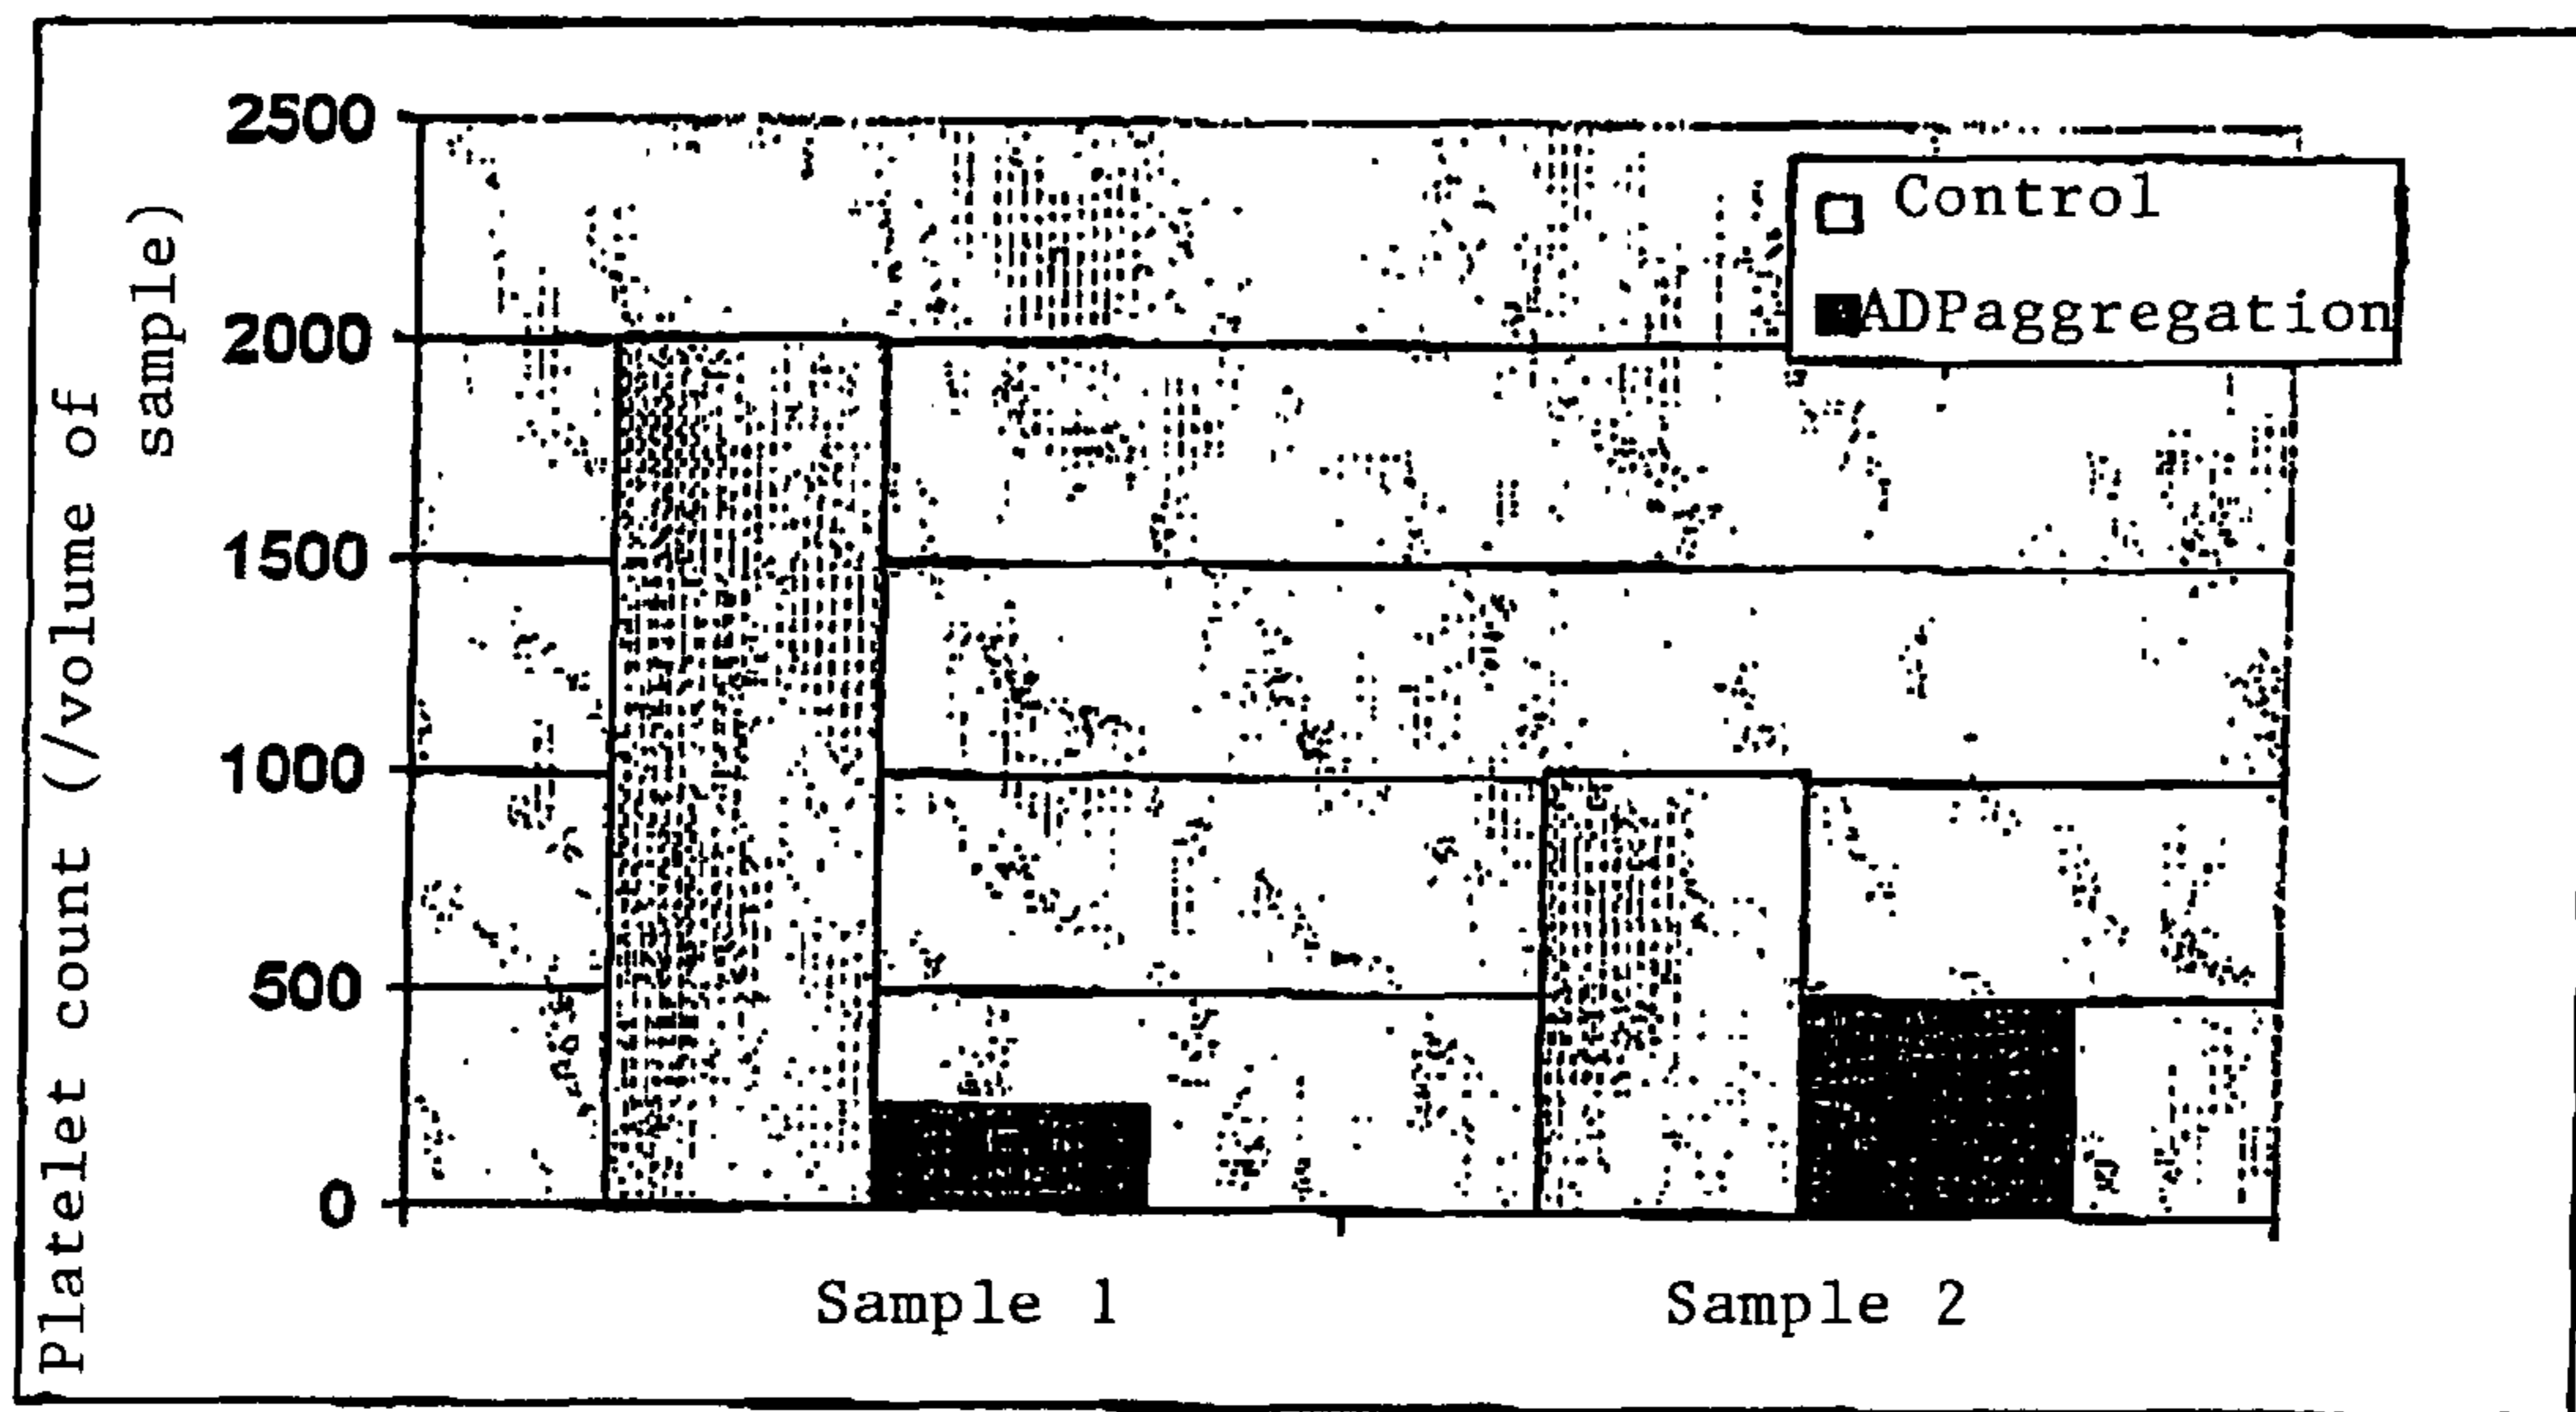 Platelet count (/volume of
sample)
2500
2000
1500
1000
500
0
Control
ADPaggregation
Sample 1
Sample 2